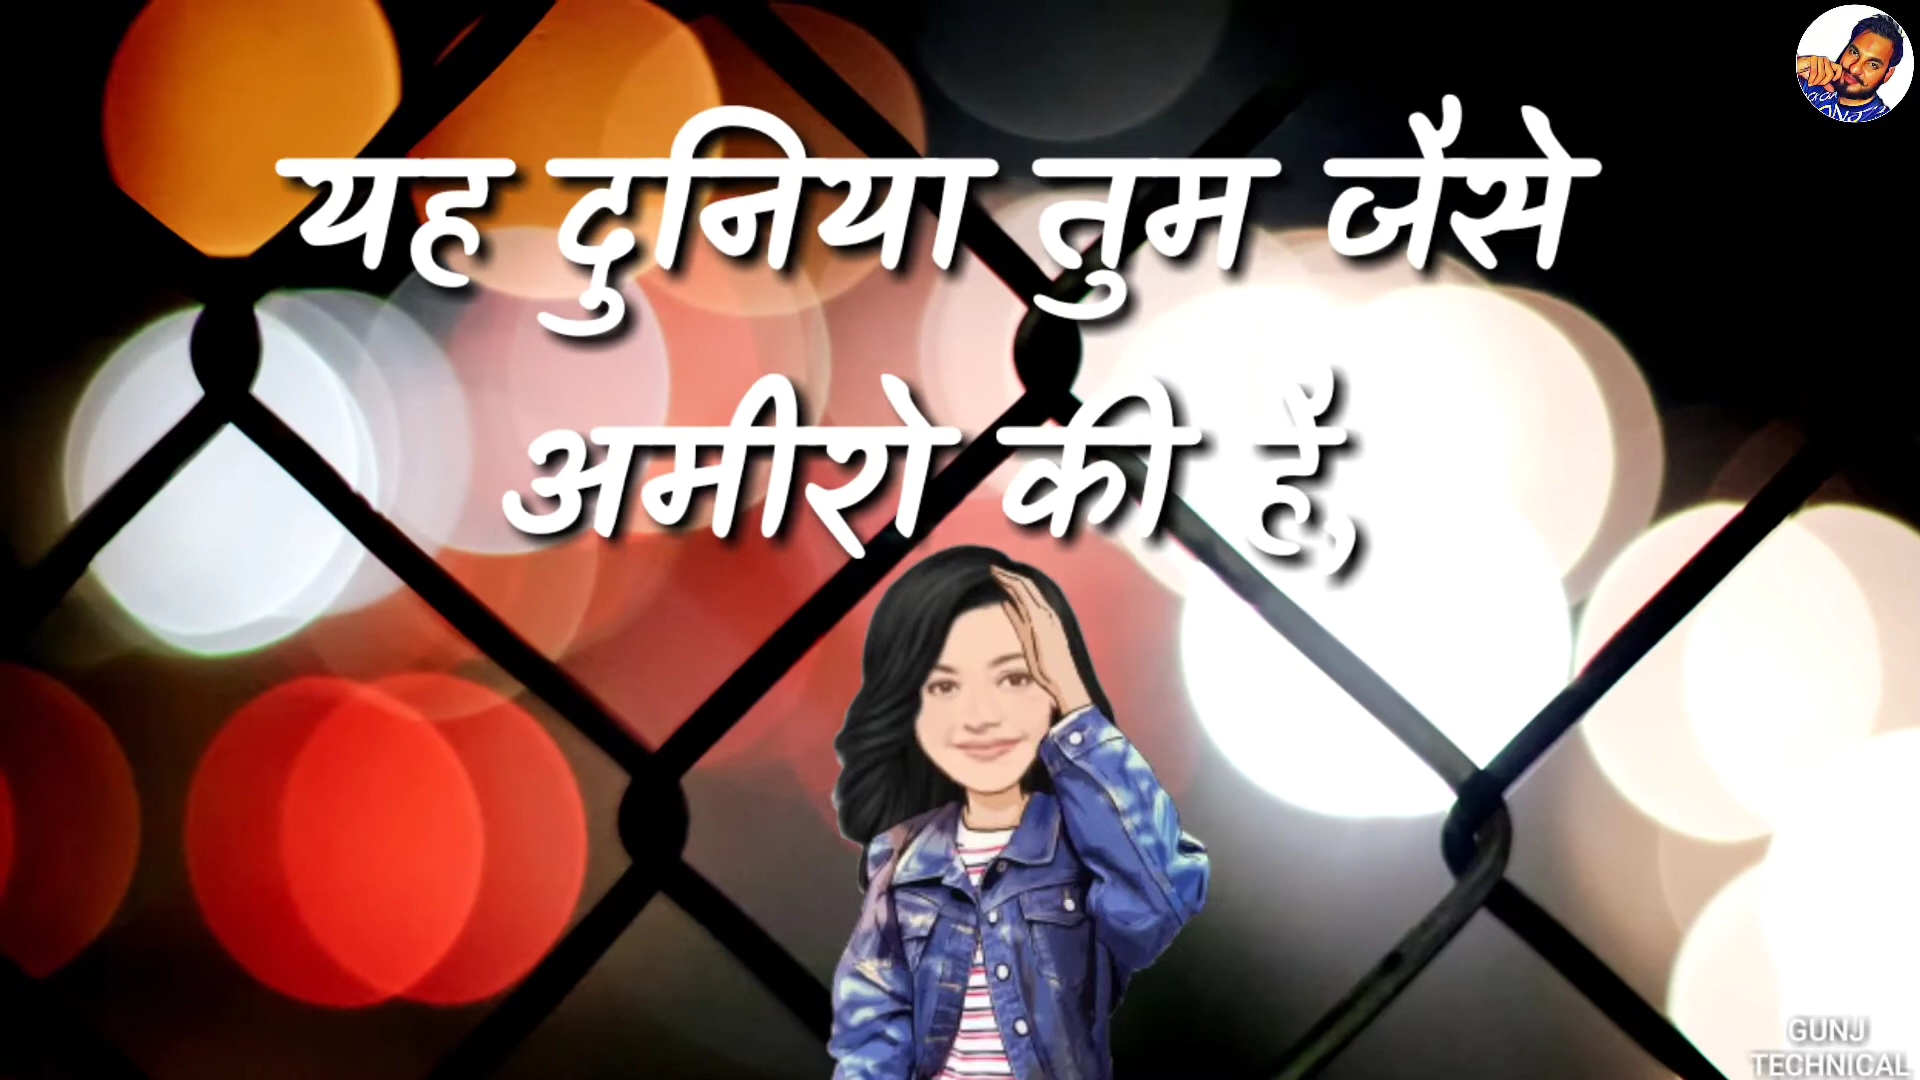 यह दुनिया तुम जैसे
अमीरो की हैं,
GUNJ
TECHNICAL